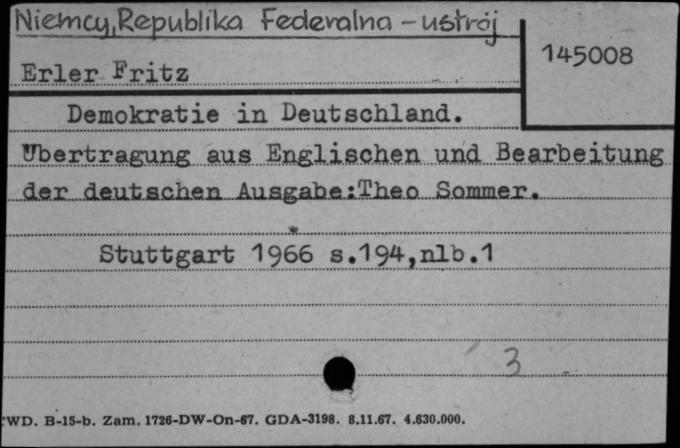 Niemcy, Republika Federalna - ustrój
145008
Erler Fritz
Demokratie in Deutschland.
Ubertragung aus Englischen und Bearbeitung
der deutschen Ausgabe:Theo Sommer.
Stuttgart 1966 s.194,nlb.1
3
WD. B-15-b. Zam. 1726-DW-On-67. GDA-3198. 8.11.67. 4.630.000.